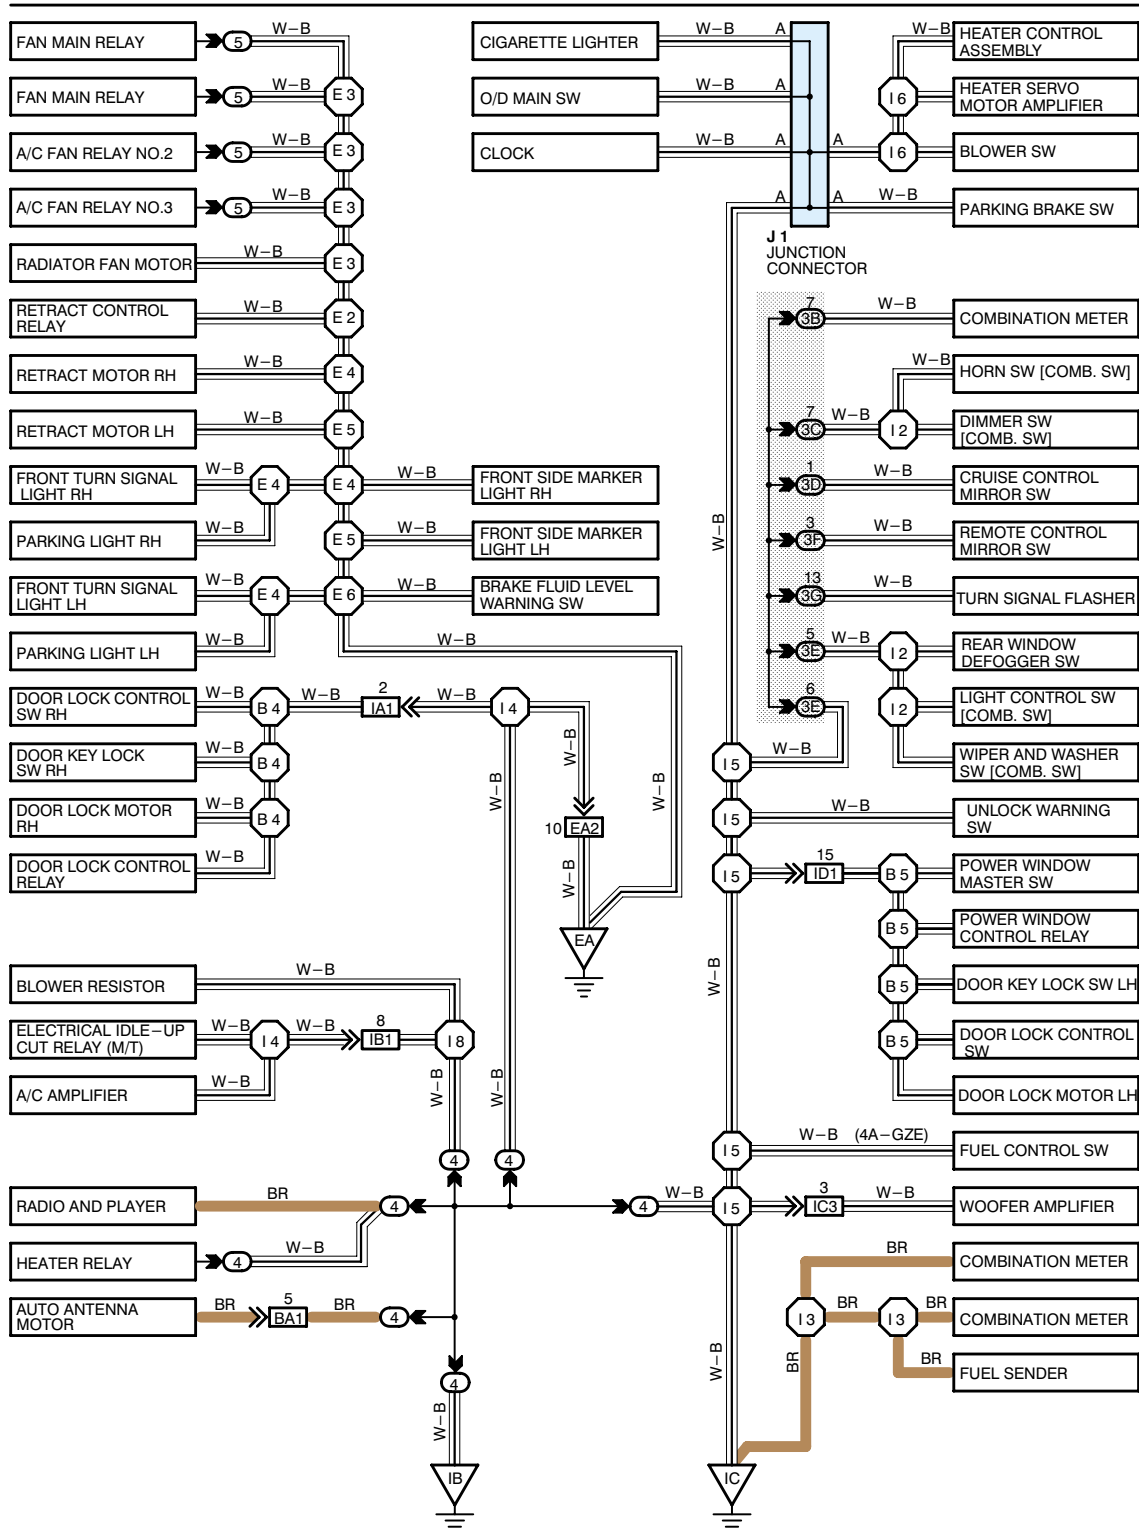 FAN MAIN RELAY
5
W-B
FAN MAIN RELAY
5
W-B
E 3
A/C FAN RELAY NO.2
5
W-B
E 3
A/C FAN RELAY NO.3
5
W-B
E 3
RADIATOR FAN MOTOR
W-B
E 3
RETRACT CONTROL
RELAY
W-B
E 2
RETRACT MOTOR RH
W-B
E 4
RETRACT MOTOR LH
W-B
E 5
FRONT TURN SIGNAL
LIGHT RH
W-B
E 4
E 4
W-B
FRONT SIDE MARKER
LIGHT RH
PARKING LIGHT RH
W-B
E 5
W-B
FRONT SIDE MARKER
LIGHT LH
FRONT TURN SIGNAL
LIGHT LH
W-B
E 4
E 6
W-B
BRAKE FLUID LEVEL
WARNING SW
PARKING LIGHT LH
W-B
W-B
W-B
DOOR LOCK CONTROL
SW RH
W-B
B 4
W-B
2
IA1
W-B
I 4
W-B
DOOR KEY LOCK
SW RH
W-B
B 4
W-B
DOOR LOCK MOTOR
RH
W-B
B 4
10
EA2
DOOR LOCK CONTROL
RELAY
W-B
W-B
EA
BLOWER RESISTOR
W-B
ELECTRICAL IDLE-UP
CUT RELAY (M/T)
W-B
I 4
W-B
8
IB1
I 8
A/C AMPLIFIER
W-B
W-B
W-B
4
4
RADIO AND PLAYER
BR
4
4
W-B
HEATER RELAY
4
W-B
AUTO ANTENNA
MOTOR
BR
5
BA1
BR
4
4
W-B
IB
CIGARETTE LIGHTER
W-B
A
O/D MAIN SW
W-B
A
CLOCK
W-B
A
A
A
A
J 1
JUNCTION
CONNECTOR
W-B
HEATER CONTROL
ASSEMBLY
I 6
HEATER SERVO
MOTOR AMPLIFIER
I 6
BLOWER SW
W-B
PARKING BRAKE SW
7
3B
W-B
COMBINATION METER
W-B
HORN SW [COMB. SW]
7
3C
W-B
I 2
DIMMER SW
[COMB. SW]
1
3D
W-B
CRUISE CONTROL
MIRROR SW
W-B
3
3F
W-B
REMOTE CONTROL
MIRROR SW
13
3G
W-B
TURN SIGNAL FLASHER
5
3E
W-B
I 2
REAR WINDOW
DEFOGGER SW
6
3E
I 2
LIGHT CONTROL SW
[COMB. SW]
I 5
W-B
WIPER AND WASHER
SW [COMB. SW]
I 5
W-B
UNLOCK WARNING
SW
I 5
15
ID1
B 5
POWER WINDOW
MASTER SW
B 5
POWER WINDOW
CONTROL RELAY
W-B
B 5
DOOR KEY LOCK SW LH
B 5
DOOR LOCK CONTROL
SW
DOOR LOCK MOTOR LH
I 5
W-B (4A-GZE)
FUEL CONTROL SW
I 5
3
IC3
W-B
WOOFER AMPLIFIER
BR
COMBINATION METER
I 3
BR
I 3
BR
COMBINATION METER
W-B
BR
BR
FUEL SENDER
IC